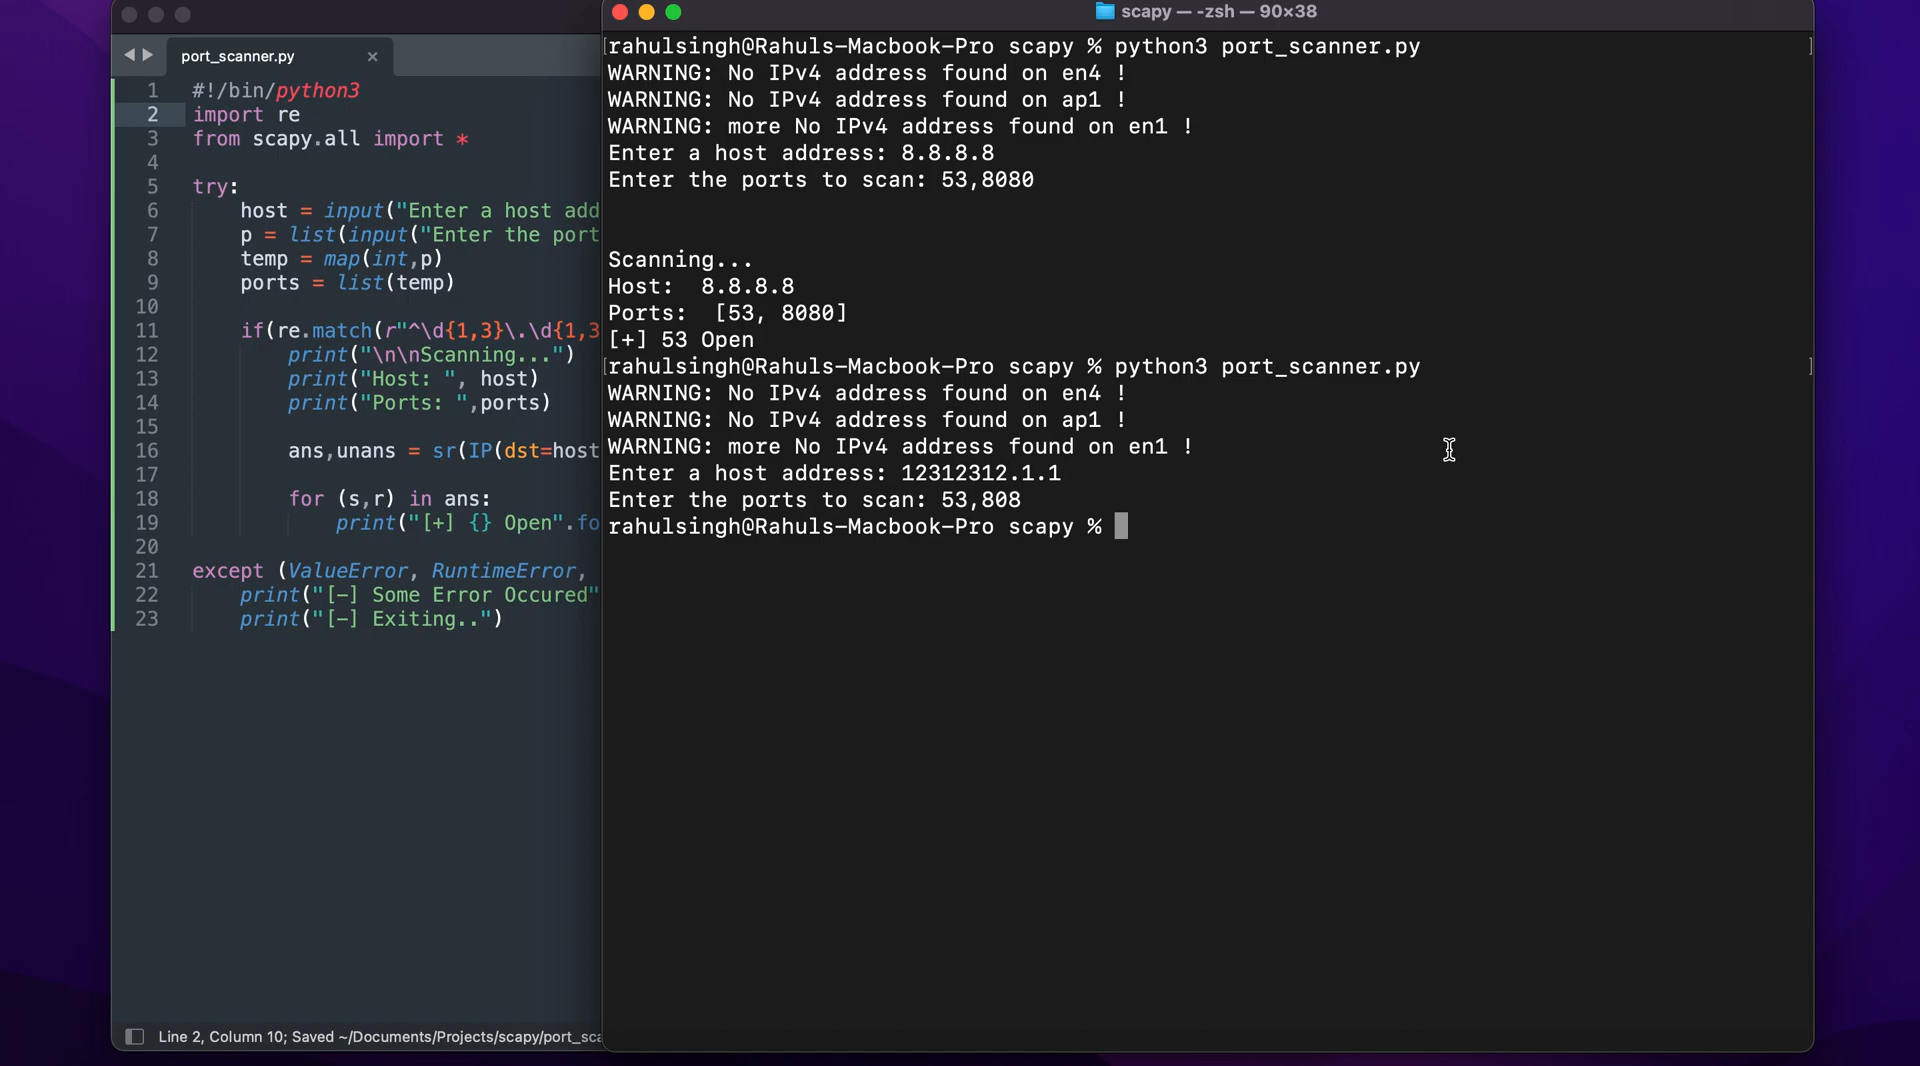 port_scanner.py
1 #!/bin/python3
2 import re
3 from scapy.all import *
4
5 try:
6 host = input("Enter a host add
7 p = list(input("Enter the port
8 temp = map(int,p)
9 ports = list(temp)
10
11 if(re.match(r"^\d{1,3}\.\d{1,3
12 print("\n\nScanning...")
13 print("Host: ", host)
14 print("Ports: ",ports)
15
16 ans,unans = sr(IP(dst=host
17
18 for (s,r) in ans:
19 print("[+] {} Open".fo
20
21 except (ValueError, RuntimeError,
22 print("[-] Some Error Occured"
23 print("[-] Exiting..")
Line 2, Column 10; Saved ~/Documents/Projects/scapy/port_sca
scapy — -zsh — 90×38
[rahulsingh@Rahuls-Macbook-Pro scapy % python3 port_scanner.py ]
WARNING: No IPv4 address found on en4 !
WARNING: No IPv4 address found on ap1 !
WARNING: more No IPv4 address found on en1 !
Enter a host address: 8.8.8.8
Enter the ports to scan: 53,8080
Scanning...
Host:  8.8.8.8
Ports:  [53, 8080]
[+] 53 Open
[rahulsingh@Rahuls-Macbook-Pro scapy % python3 port_scanner.py ]
WARNING: No IPv4 address found on en4 !
WARNING: No IPv4 address found on ap1 !
WARNING: more No IPv4 address found on en1 !
Enter a host address: 12312312.1.1
Enter the ports to scan: 53,808
rahulsingh@Rahuls-Macbook-Pro scapy %